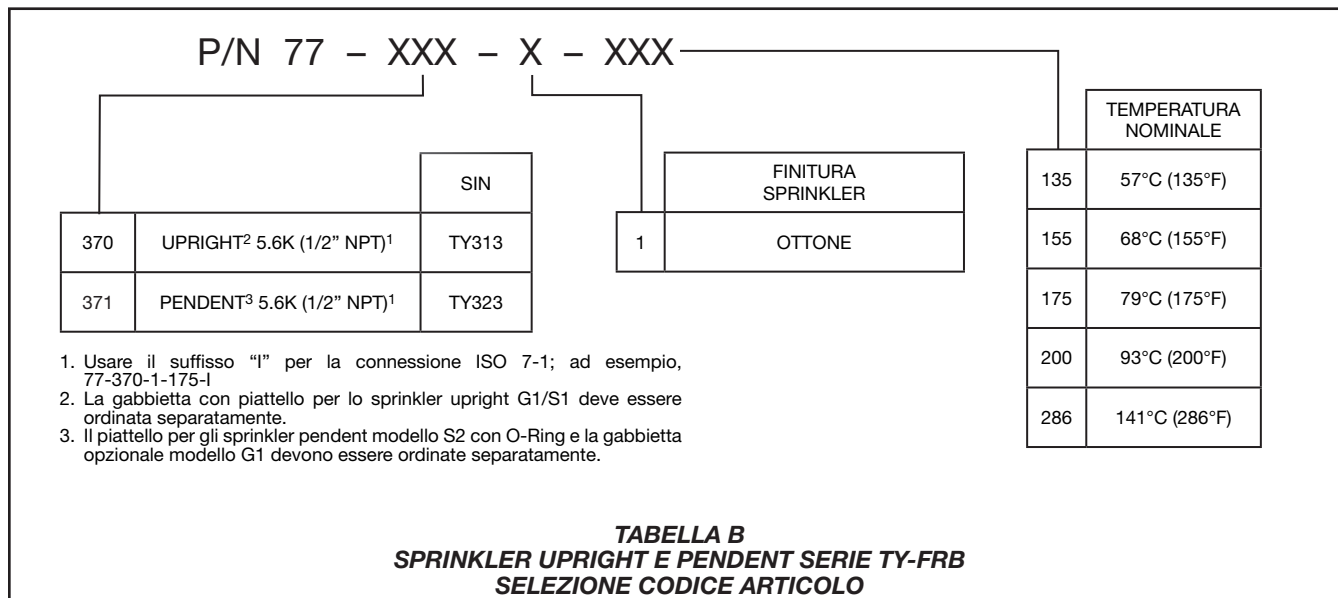 P/N 77 – XXX – X – XXX
SIN
370 UPRIGHT² 5.6K (1/2” NPT)¹ TY313
371 PENDENT³ 5.6K (1/2” NPT)¹ TY323
FINITURA
SPRINKLER
1 OTTONE
TEMPERATURA
NOMINALE
135 57°C (135°F)
155 68°C (155°F)
175 79°C (175°F)
200 93°C (200°F)
286 141°C (286°F)
1. Usare il suffisso “I” per la connessione ISO 7-1; ad esempio,
77-370-1-175-I
2. La gabbietta con piattello per lo sprinkler upright G1/S1 deve essere
ordinata separatamente.
3. Il piattello per gli sprinkler pendent modello S2 con O-Ring e la gabbietta
opzionale modello G1 devono essere ordinate separatamente.
TABELLA B
SPRINKLER UPRIGHT E PENDENT SERIE TY-FRB
SELEZIONE CODICE ARTICOLO